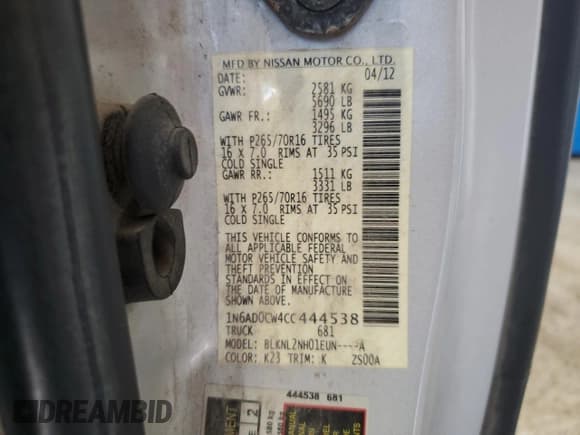 MFD BY NISSAN MOTOR CO., LTD.
DATE: 04/12
GVWR: 2581 KG
5690 LB
GAWR FR.: 1495 KG
3296 LB
WITH P265/70R16 TIRES
16 X 7.0 RIMS AT 35 PSI
COLD SINGLE
GAWR RR.: 1511 KG
3331 LB
WITH P265/70R16 TIRES
16 X 7.0 RIMS AT 35 PSI
COLD SINGLE
THIS VEHICLE CONFORMS TO
ALL APPLICABLE FEDERAL
MOTOR VEHICLE SAFETY AND
THEFT PREVENTION
STANDARDS IN EFFECT ON
THE DATE OF MANUFACTURE
SHOWN ABOVE.
1N6AD0CW4CC444538
TRUCK 681
MODEL: BLKNL2NH01EUN----A
COLOR: K23 TRIM: K ZS00A
444538 681
2
DREAMBID